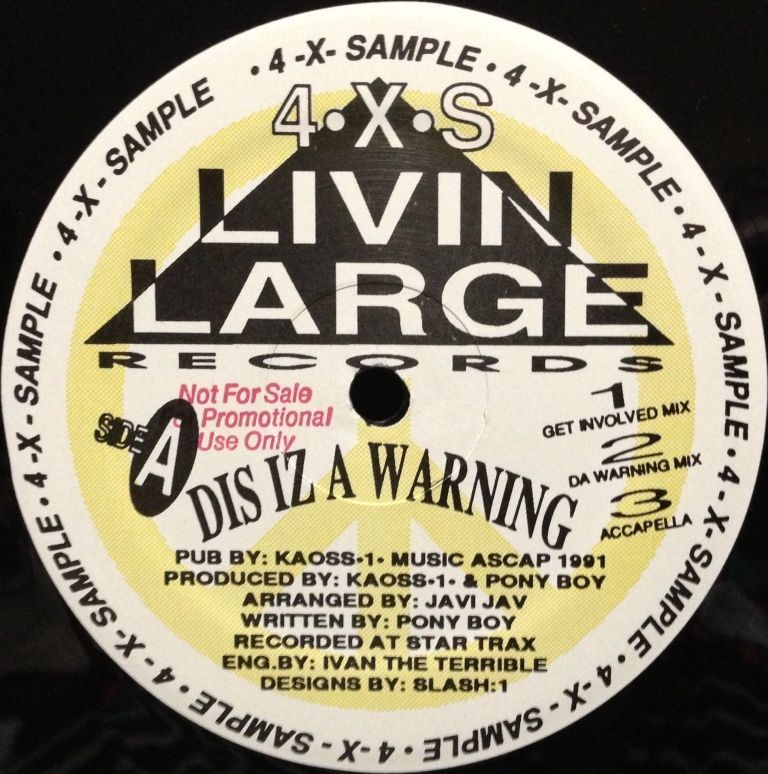 • 4 -X- SAMPLE • 4 -X- SAMPLE • 4 - X - SAMPLE • 4 - X- SAMPLE • 4 -X- SAMPLE • 4 -X - SAMPLE • 4 - X- SAMPLE • 4 -X - SAMPLE • 4 -X - SAMPLE
4•X•S
LIVIN
LARGE
RECORDS
Not For Sale
For Promotional
Use Only
SIDE A
DIS IZ A WARNING
1
GET INVOLVED MIX
2
DA WARNING MIX
3
ACCAPELLA
PUB BY: KAOSS•1• MUSIC ASCAP 1991
PRODUCED BY: KAOSS•1• & PONY BOY
ARRANGED BY: JAVI JAV
WRITTEN BY: PONY BOY
RECORDED AT STAR TRAX
ENG.BY: IVAN THE TERRIBLE
DESIGNS BY: SLASH:1